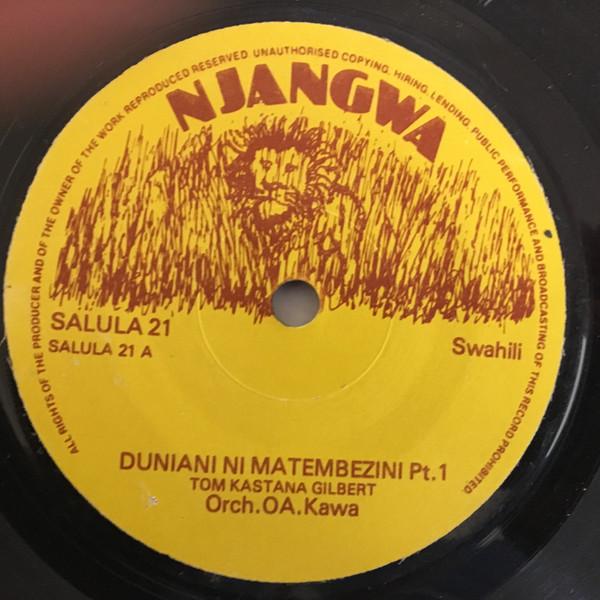 ALL RIGHTS OF THE PRODUCER AND OF THE OWNER OF THE WORK REPRODUCED RESERVED. UNAUTHORISED COPYING, HIRING, LENDING, PUBLIC PERFORMANCE AND BROADCASTING OF THIS RECORD PROHIBITED.
NJANGWA
SALULA 21
SALULA 21 A
Swahili
DUNIANI NI MATEMBEZINI Pt.1
TOM KASTANA GILBERT
Orch.OA.Kawa